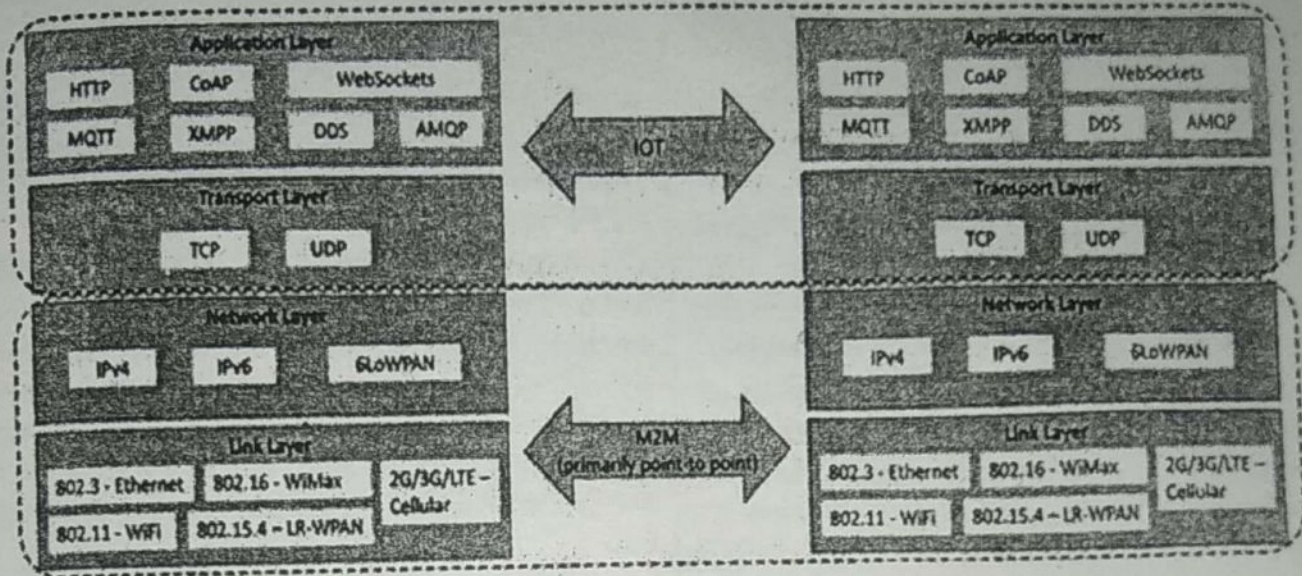 Application Layer
HTTP CoAP WebSockets
MQTT XMPP DDS AMQP
Transport Layer
TCP UDP
Network Layer
IPv4 IPv6 6LoWPAN
Link Layer
802.3 - Ethernet 802.16 - WiMax 2G/3G/LTE – Cellular
802.11 - WiFi 802.15.4 – LR-WPAN
IOT
M2M
(primarily point-to point)
Application Layer
HTTP CoAP WebSockets
MQTT XMPP DDS AMQP
Transport Layer
TCP UDP
Network Layer
IPv4 IPv6 6LoWPAN
Link Layer
802.3 - Ethernet 802.16 - WiMax 2G/3G/LTE – Cellular
802.11 - WiFi 802.15.4 – LR-WPAN